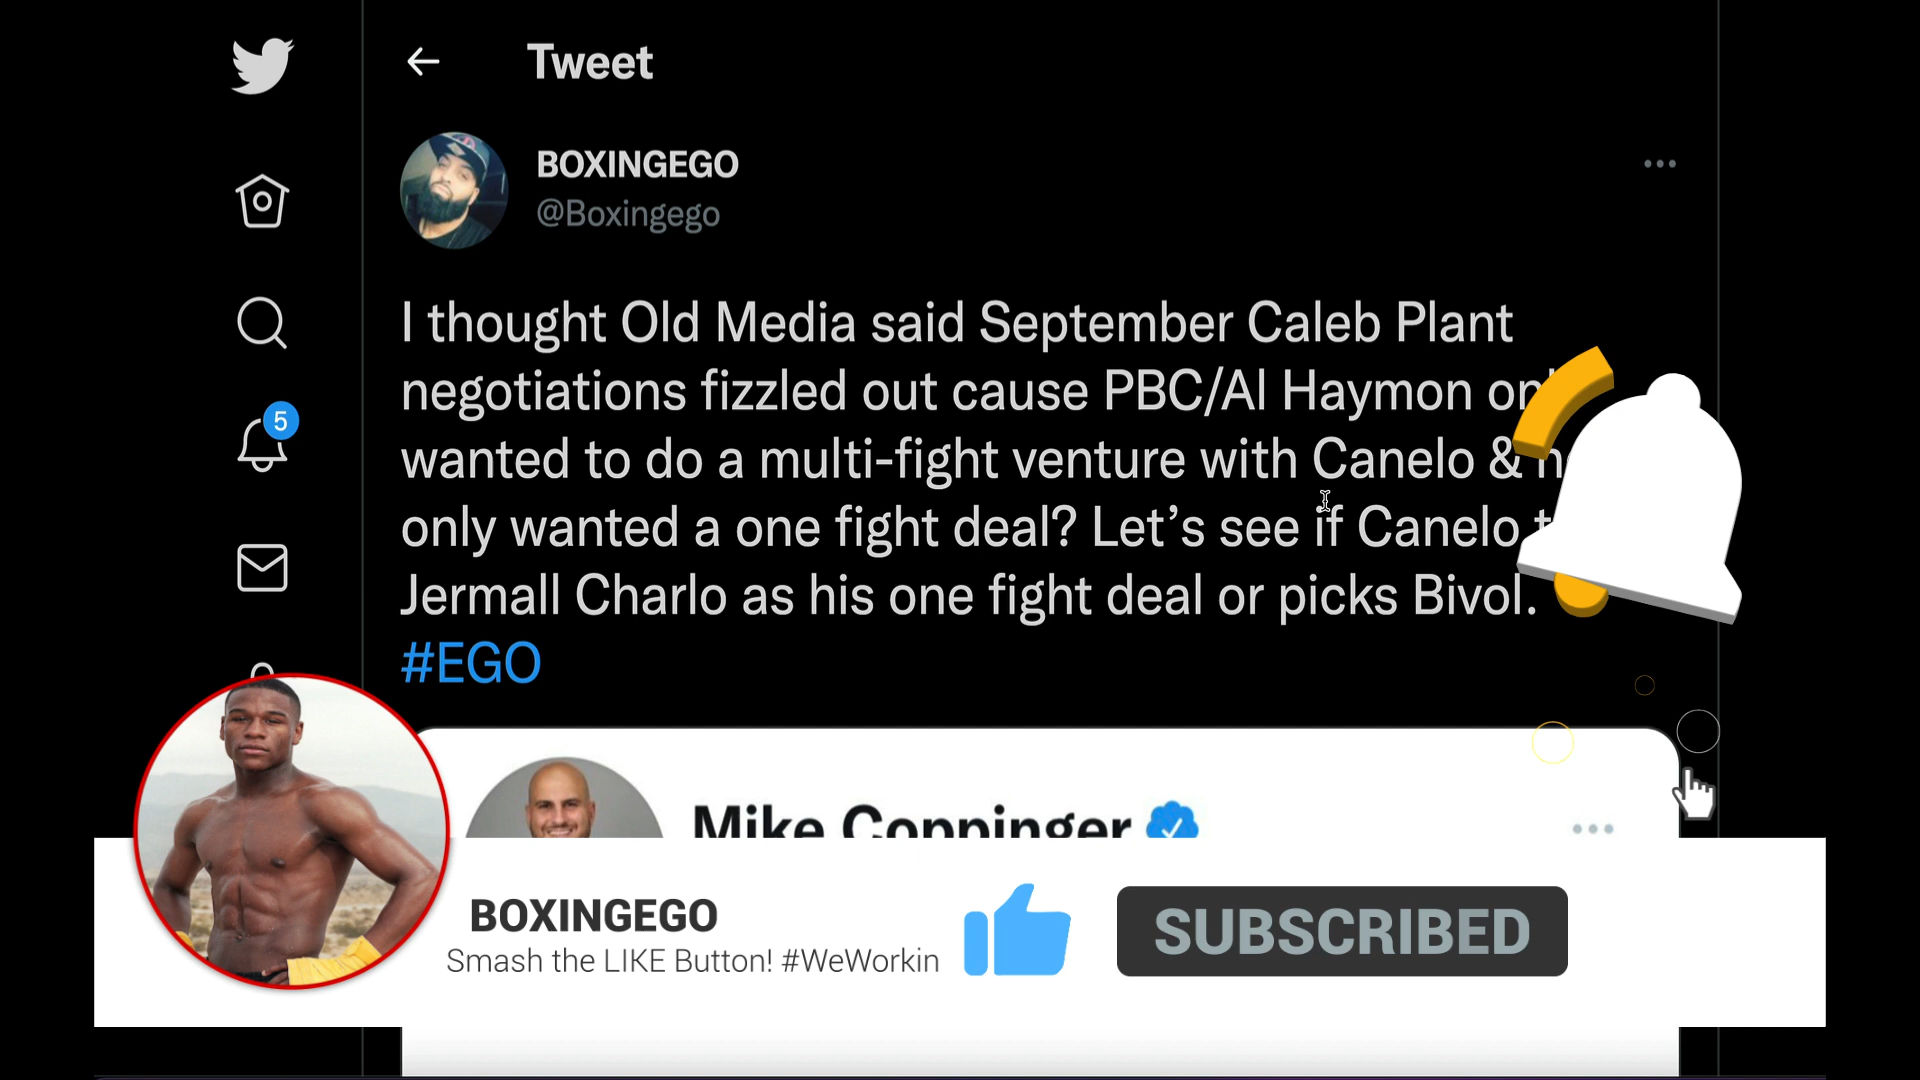 Tweet
BOXINGEGO
@Boxingego
I thought Old Media said September Caleb Plant
negotiations fizzled out cause PBC/Al Haymon
wanted to do a multi-fight venture with Canelo &
only wanted a one fight deal? Let’s see if Canelo
Jermall Charlo as his one fight deal or picks Bivol.
#EGO
5
Mike Coppinger
BOXINGEGO
Smash the LIKE Button! #WeWorkin
SUBSCRIBED